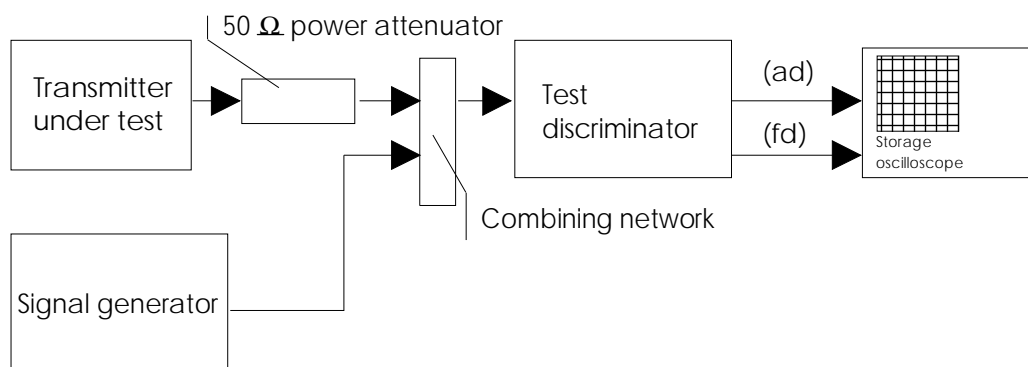 50 Ω power attenuator
Transmitter
under test
Test
discriminator
(ad)
(fd)
Storage
oscilloscope
Combining network
Signal generator